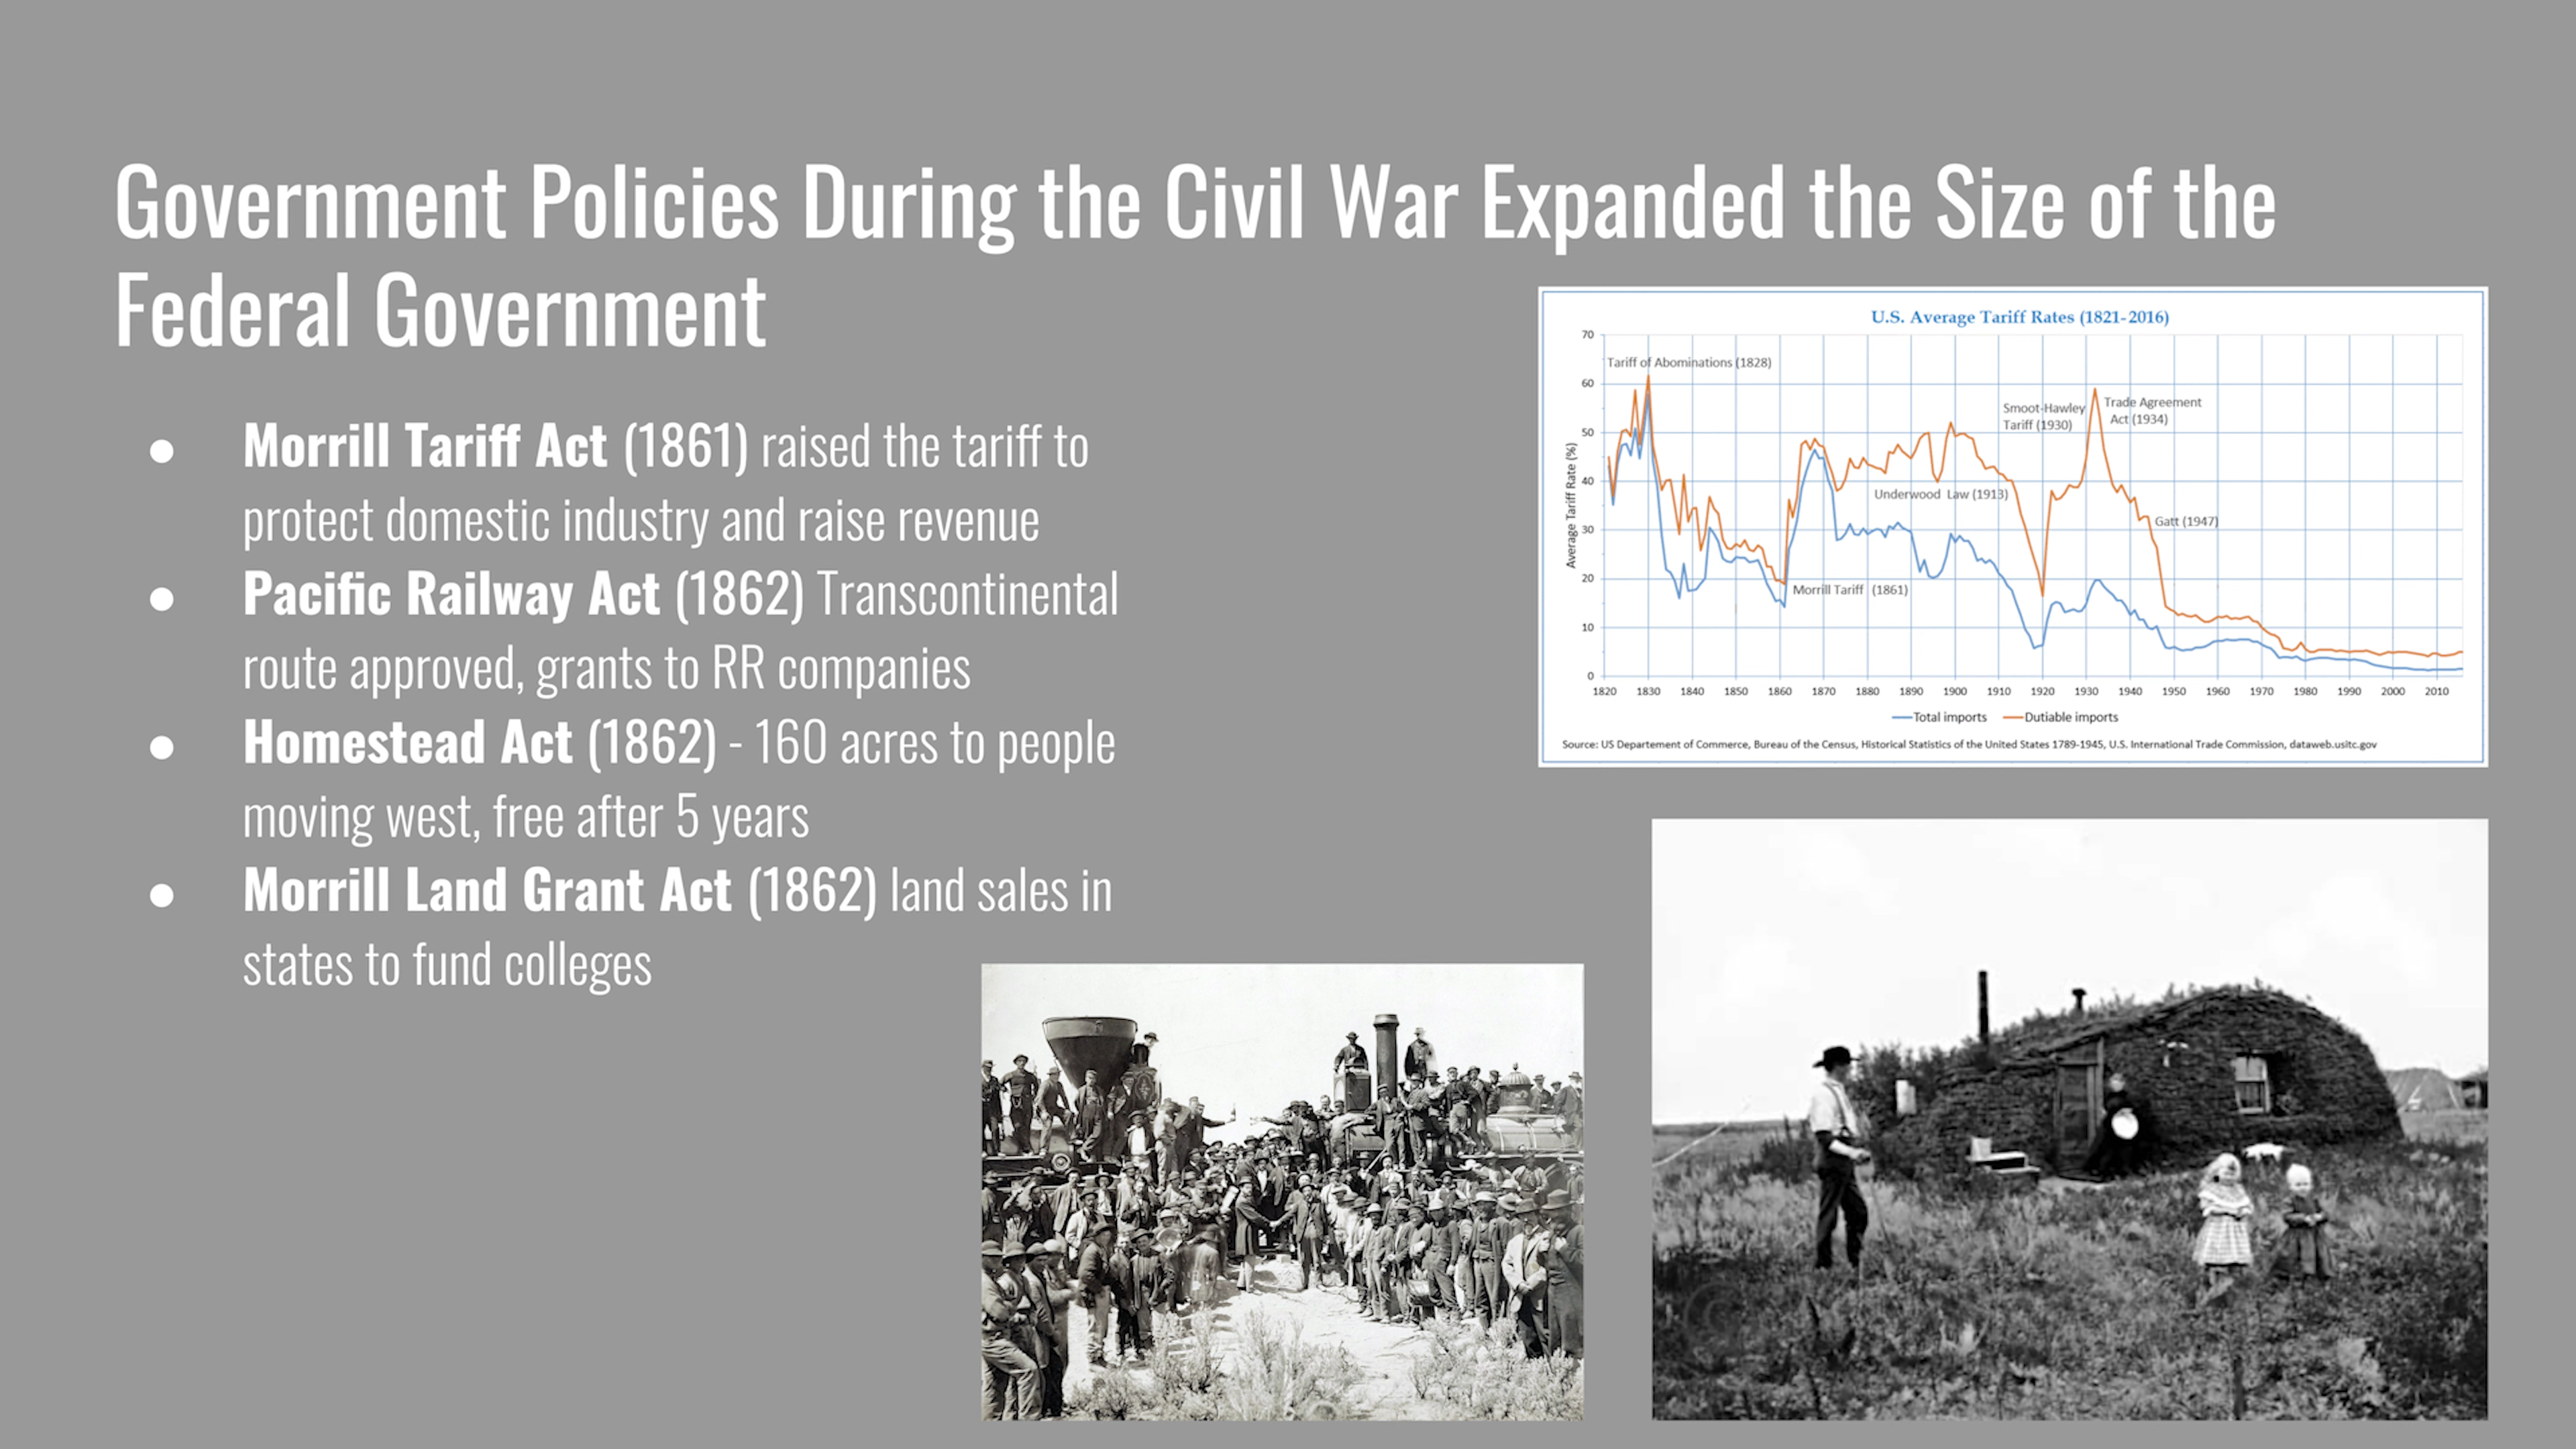 Government Policies During the Civil War Expanded the Size of the
Federal Government
● Morrill Tariff Act (1861) raised the tariff to
protect domestic industry and raise revenue
● Pacific Railway Act (1862) Transcontinental
route approved, grants to RR companies
● Homestead Act (1862) - 160 acres to people
moving west, free after 5 years
● Morrill Land Grant Act (1862) land sales in
states to fund colleges
U.S. Average Tariff Rates (1821-2016)
Average Tariff Rate (%)
70
60
50
40
30
20
10
0
Tariff of Abominations (1828)
Smoot-Hawley
Tariff (1930)
Trade Agreement
Act (1934)
Underwood Law (1913)
Gatt (1947)
Morrill Tariff (1861)
1820 1830 1840 1850 1860 1870 1880 1890 1900 1910 1920 1930 1940 1950 1960 1970 1980 1990 2000 2010
Total imports Dutiable imports
Source: US Departement of Commerce, Bureau of the Census, Historical Statistics of the United States 1789-1945, U.S. International Trade Commission, dataweb.usitc.gov